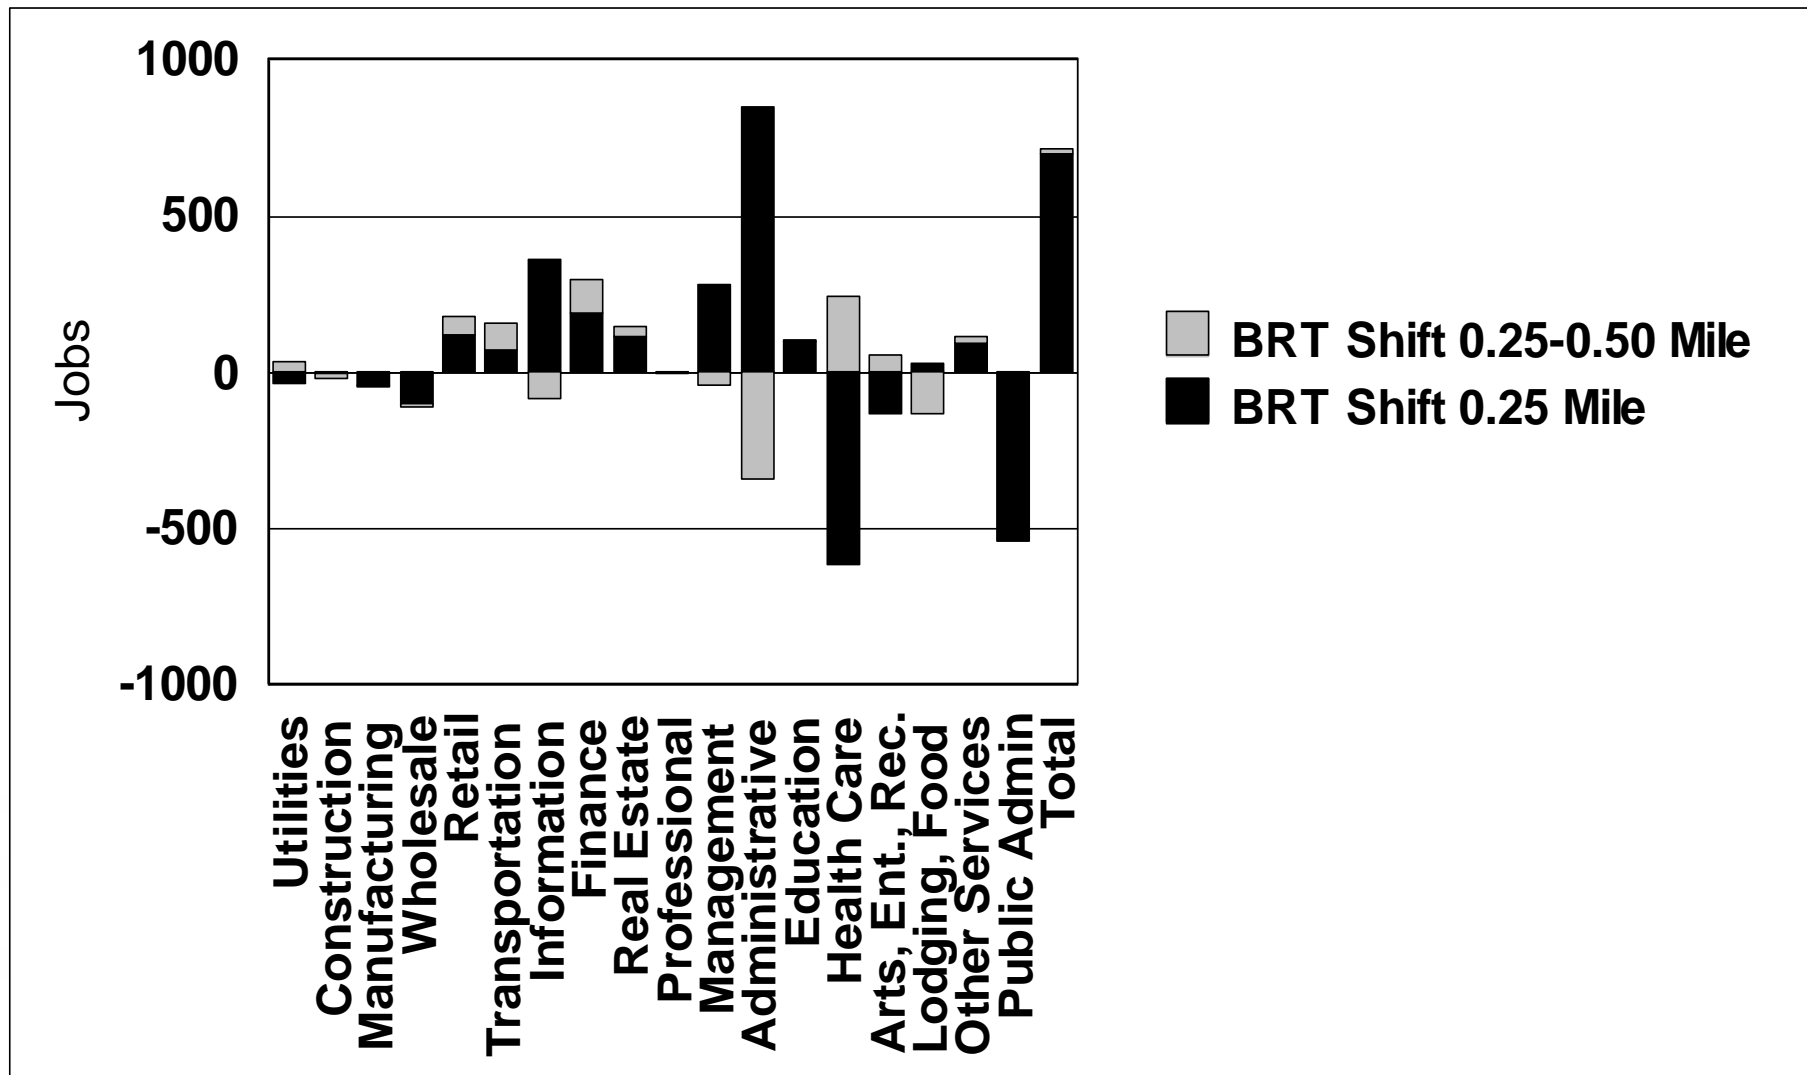 1000
500
0
-500
-1000
Jobs
Utilities
Construction
Manufacturing
Wholesale
Retail
Transportation
Information
Finance
Real Estate
Professional
Management
Administrative
Education
Health Care
Arts, Ent., Rec.
Lodging, Food
Other Services
Public Admin
Total
BRT Shift 0.25-0.50 Mile
BRT Shift 0.25 Mile